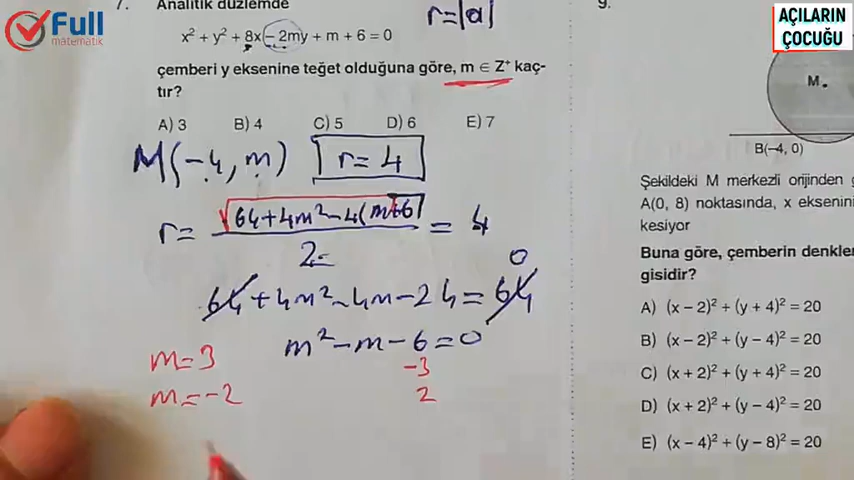 Full
matematik
7. Analitik düzlemde
r=|a|
x² + y² + 8x – 2my + m + 6 = 0
çemberi y eksenine teğet olduğuna göre, m ∈ Z⁺ kaç-
tır?
A) 3 B) 4 C) 5 D) 6 E) 7
M(-4, m) r = 4
r = √(64+4m²-4(m+6)) / 2 = 4
0
64+4m²-4m-24=64
m²-m-6=0
-3
2
m=3
m=-2
9.
AÇILARIN
ÇOCUĞU
M
B(–4, 0)
Şekildeki M merkezli orijinden
A(0, 8) noktasında, x eksenin
kesiyor
Buna göre, çemberin denkle
gisidir?
A) (x – 2)² + (y + 4)² = 20
B) (x – 2)² + (y – 4)² = 20
C) (x + 2)² + (y + 4)² = 20
D) (x + 2)² + (y – 4)² = 20
E) (x – 4)² + (y – 8)² = 20